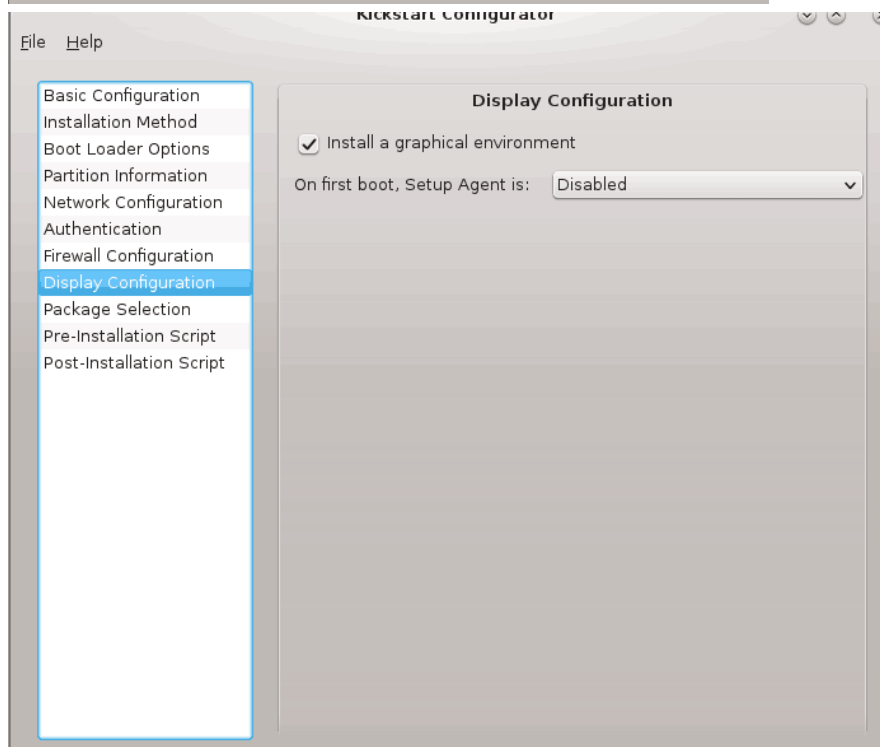 Kickstart Configurator
File Help
Basic Configuration
Installation Method
Boot Loader Options
Partition Information
Network Configuration
Authentication
Firewall Configuration
Display Configuration
Package Selection
Pre-Installation Script
Post-Installation Script
Display Configuration
Install a graphical environment
On first boot, Setup Agent is: Disabled